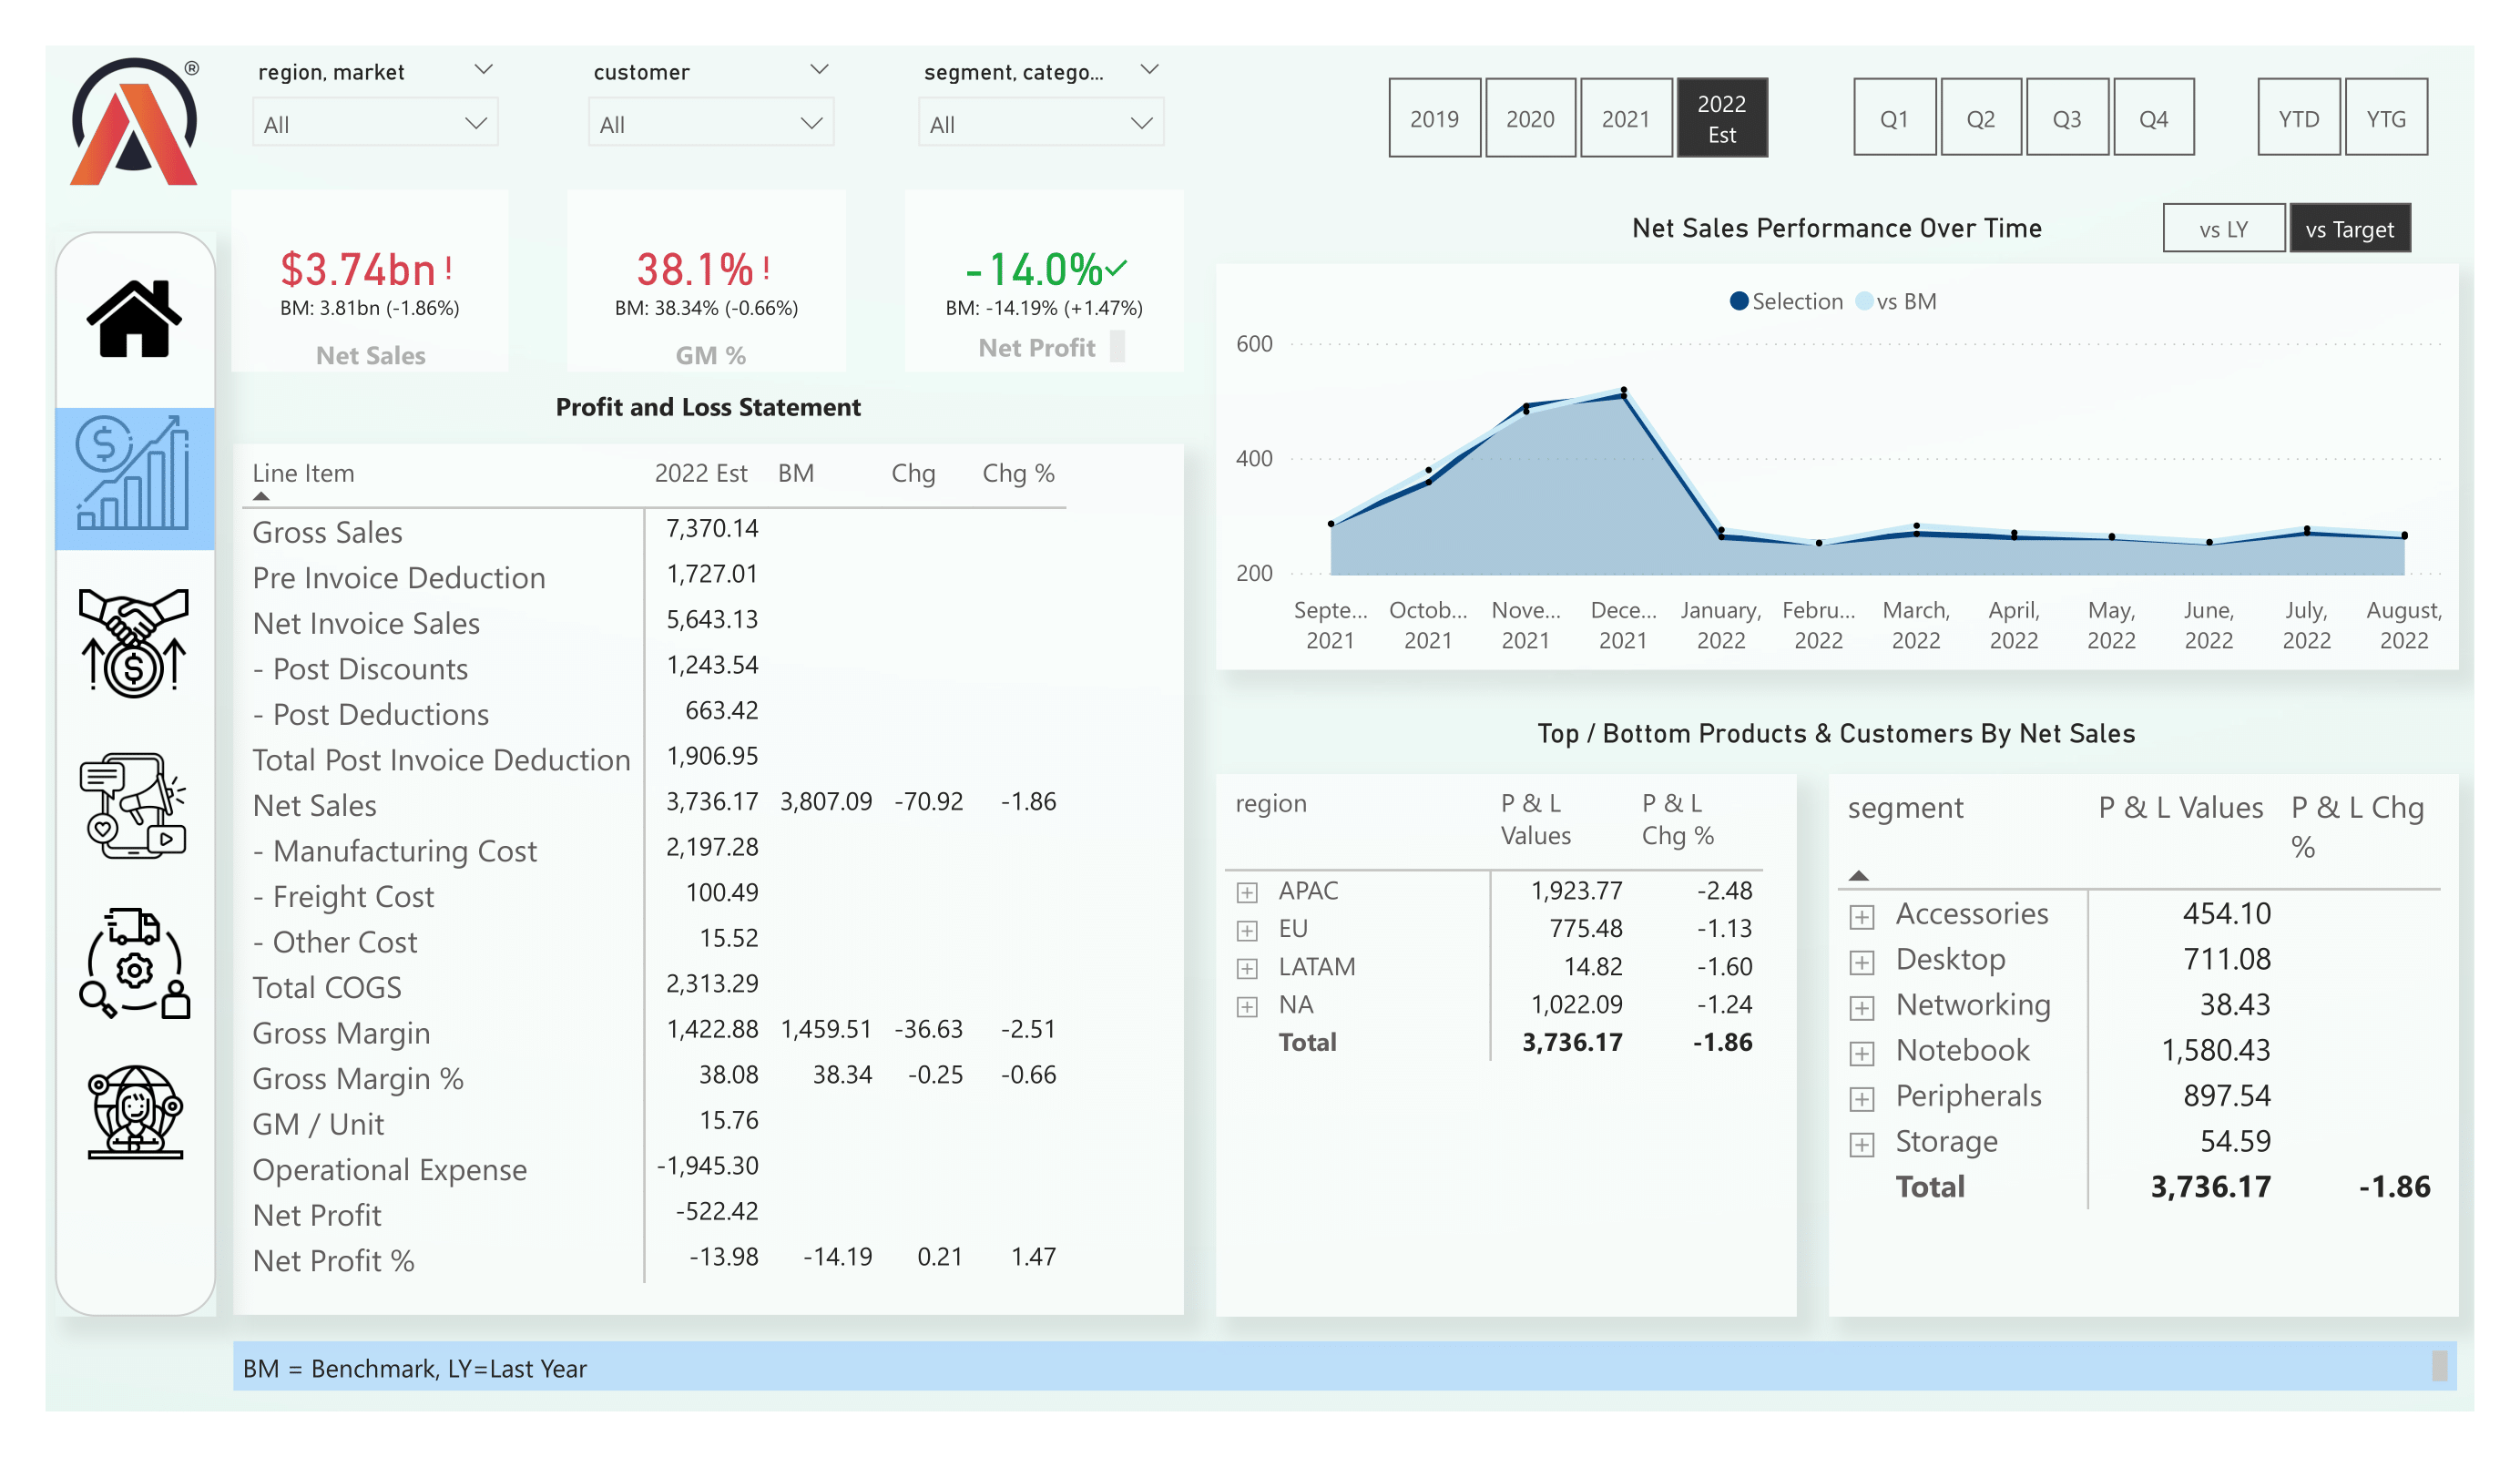 ®
region, market
All
customer
All
segment, catego...
All
2019
2020
2021
2022
Est
Q1
Q2
Q3
Q4
YTD
YTG
$3.74bn!
BM: 3.81bn (-1.86%)
Net Sales
38.1%!
BM: 38.34% (-0.66%)
GM %
-14.0%✓
BM: -14.19% (+1.47%)
Net Profit
Net Sales Performance Over Time
vs LY
vs Target
Selection vs BM
600
400
200
Septe... Octob... Nove... Dece... January, Febru... March, April, May, June, July, August,
2021 2021 2021 2021 2022 2022 2022 2022 2022 2022 2022 2022
Profit and Loss Statement
Line Item 2022 Est BM Chg Chg %
Gross Sales 7,370.14
Pre Invoice Deduction 1,727.01
Net Invoice Sales 5,643.13
- Post Discounts 1,243.54
- Post Deductions 663.42
Total Post Invoice Deduction 1,906.95
Net Sales 3,736.17 3,807.09 -70.92 -1.86
- Manufacturing Cost 2,197.28
- Freight Cost 100.49
- Other Cost 15.52
Total COGS 2,313.29
Gross Margin 1,422.88 1,459.51 -36.63 -2.51
Gross Margin % 38.08 38.34 -0.25 -0.66
GM / Unit 15.76
Operational Expense -1,945.30
Net Profit -522.42
Net Profit % -13.98 -14.19 0.21 1.47
Top / Bottom Products & Customers By Net Sales
region P & L P & L
Values Chg %
APAC 1,923.77 -2.48
EU 775.48 -1.13
LATAM 14.82 -1.60
NA 1,022.09 -1.24
Total 3,736.17 -1.86
segment P & L Values P & L Chg
%
Accessories 454.10
Desktop 711.08
Networking 38.43
Notebook 1,580.43
Peripherals 897.54
Storage 54.59
Total 3,736.17 -1.86
BM = Benchmark, LY=Last Year